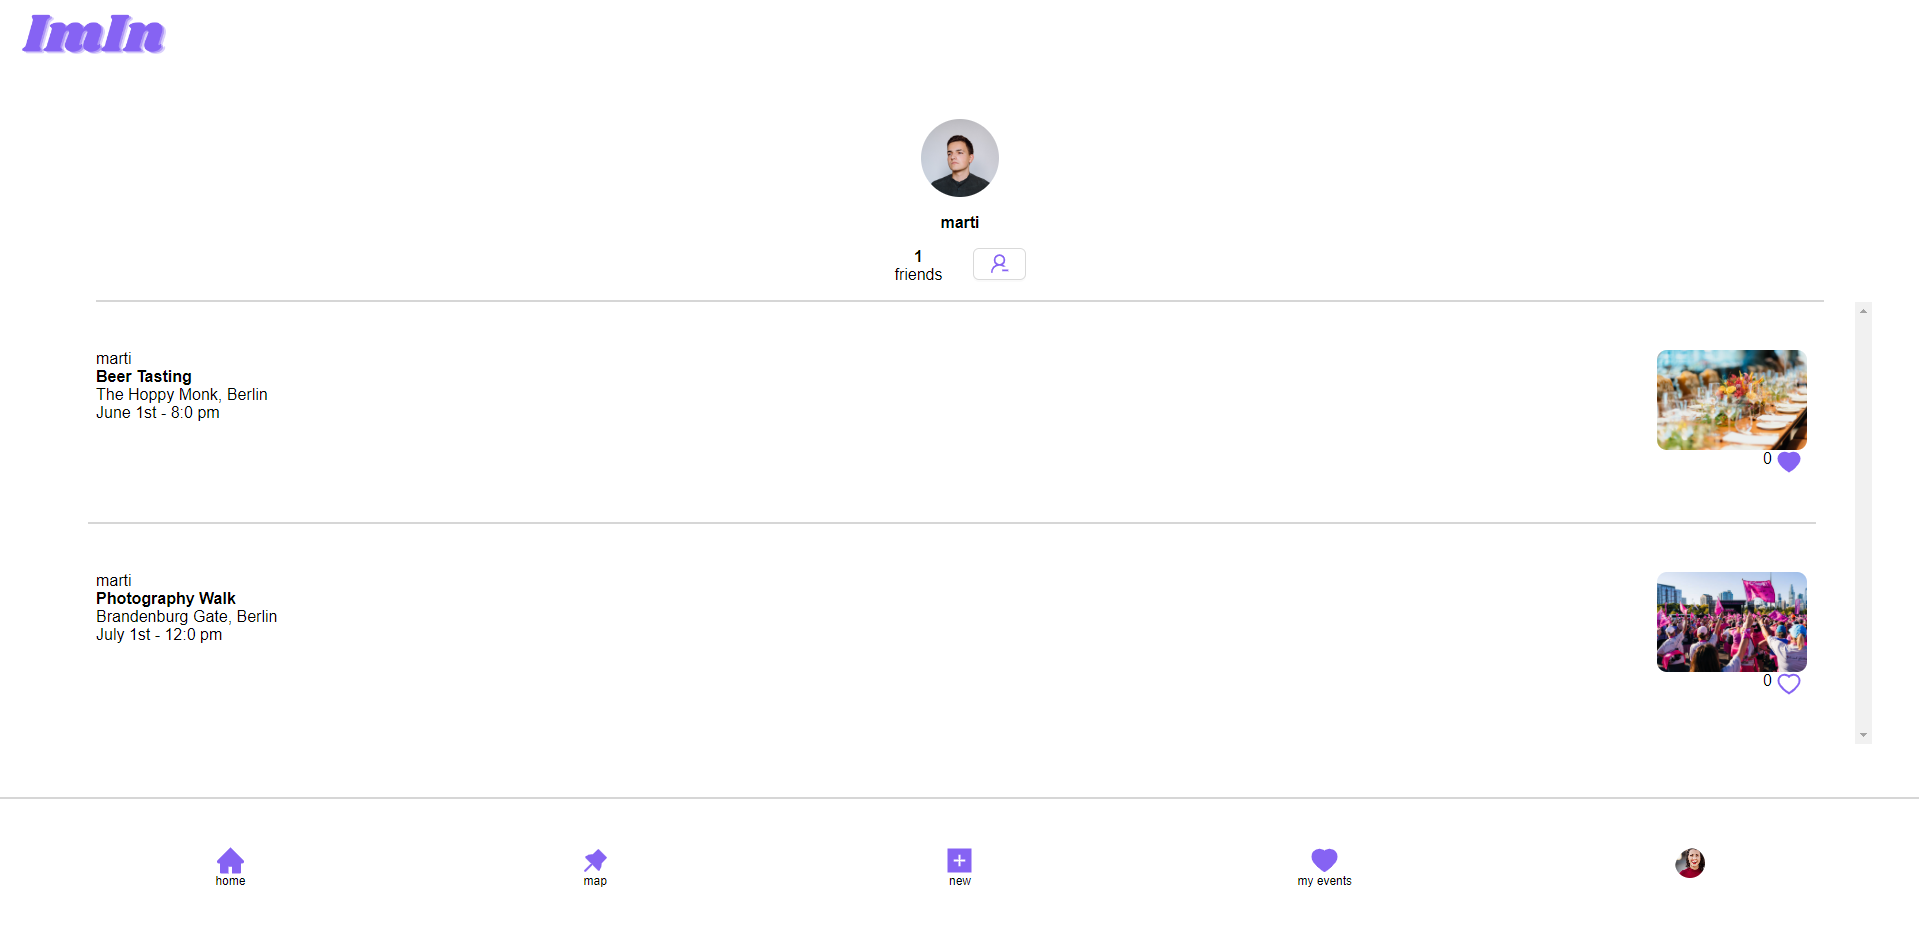 ImIn
marti
1
friends
marti
Beer Tasting
The Hoppy Monk, Berlin
June 1st - 8:0 pm
0
marti
Photography Walk
Brandenburg Gate, Berlin
July 1st - 12:0 pm
0
home
map
new
my events